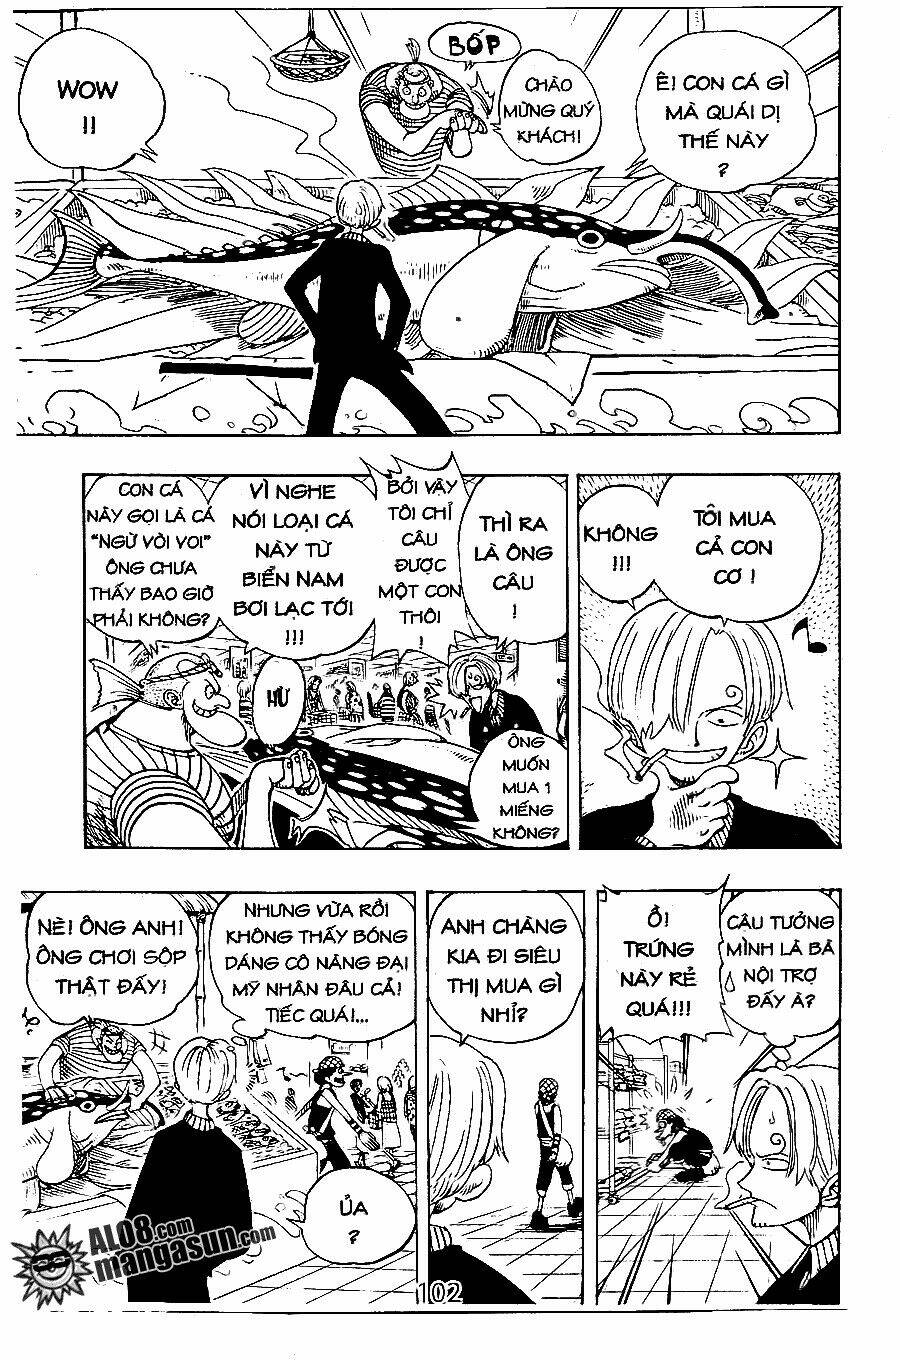 WOW
!!
BỐP
CHÀO
MỪNG QUÝ
KHÁCH!
Ê! CON CÁ GÌ
MÀ QUÁI DỊ
THẾ NÀY
?
CON CÁ
NÀY GỌI LÀ CÁ
“NGỪ VÒI VOI”
ÔNG CHƯA
THẤY BAO GIỜ
PHẢI KHÔNG?
VÌ NGHE
NÓI LOẠI CÁ
NÀY TỪ
BIỂN NAM
BƠI LẠC TỚI
!!!
BỞI VẬY
TÔI CHỈ
CÂU
ĐƯỢC
MỘT CON
THÔI
!
THÌ RA
LÀ ÔNG
CÂU
!
HỪ
ÔNG
MUỐN
MUA 1
MIẾNG
KHÔNG?
KHÔNG
!!!
TÔI MUA
CẢ CON
CƠ !
NÈ! ÔNG ANH!
ÔNG CHƠI SỘP
THẬT ĐẤY!
NHƯNG VỪA RỒI
KHÔNG THẤY BÓNG
DÁNG CÔ NÀNG ĐẠI
MỸ NHÂN ĐÂU CẢ!
TIẾC QUÁ!...
ỦA
?
ANH CHÀNG
KIA ĐI SIÊU
THỊ MUA GÌ
NHỈ?
Ồ!
TRỨNG
NÀY RẺ
QUÁ!!!
CẬU TƯỞNG
MÌNH LÀ BÀ
NỘI TRỢ
ĐẤY À?
AL08.com
mangasun.com
102